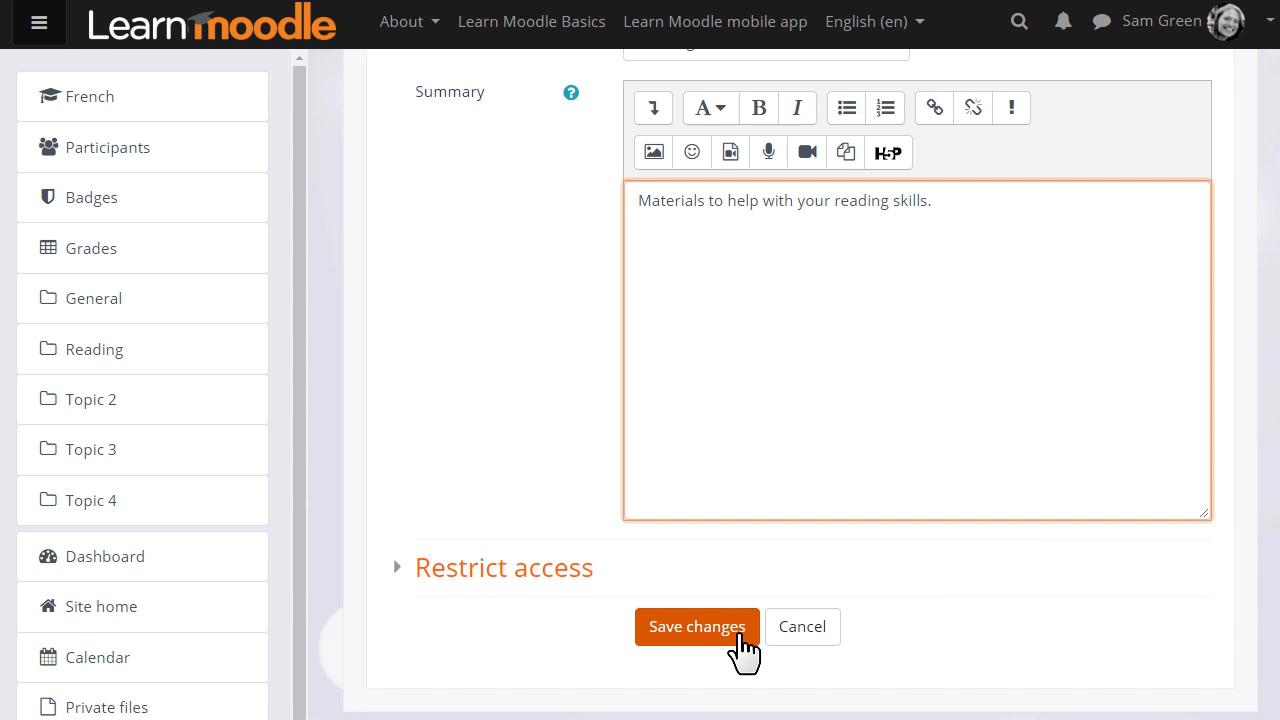 Learn moodle
About
Learn Moodle Basics
Learn Moodle mobile app
English (en)
Sam Green
French
Participants
Badges
Grades
General
Reading
Topic 2
Topic 3
Topic 4
Dashboard
Site home
Calendar
Private files
Summary
A
B
I
H5P
Materials to help with your reading skills.
Restrict access
Save changes
Cancel